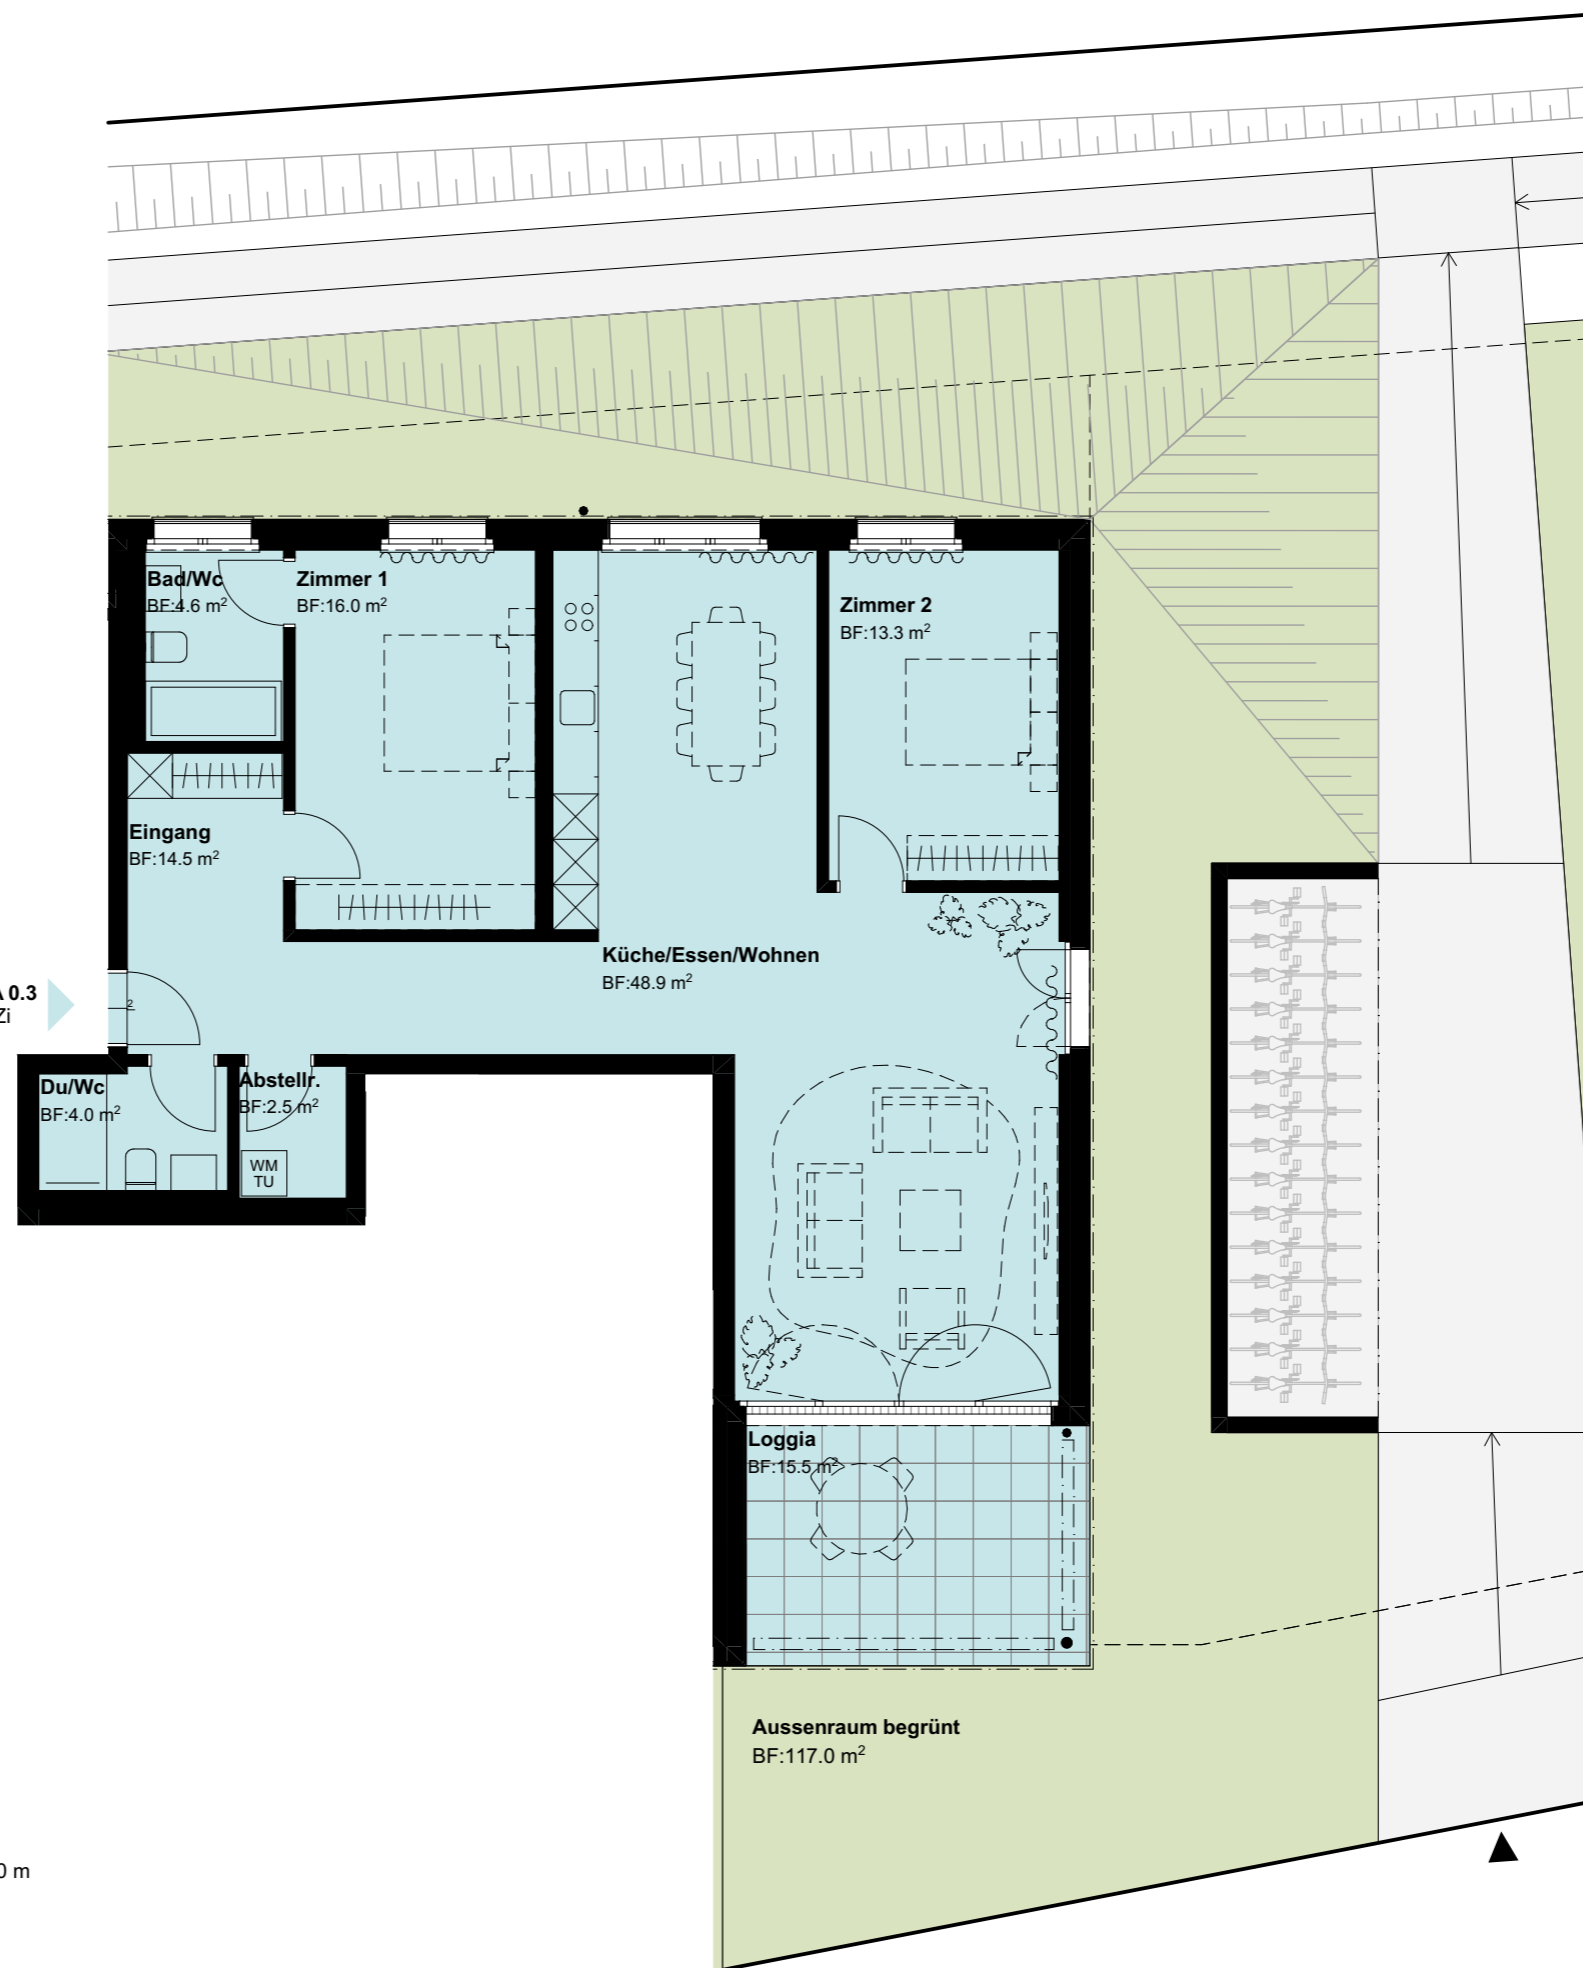 Bad/Wc
BF:4.6 m²
Zimmer 1
BF:16.0 m²
Zimmer 2
BF:13.3 m²
Eingang
BF:14.5 m²
Küche/Essen/Wohnen
BF:48.9 m²
0.3
Zi
2
Du/Wc
BF:4.0 m²
Abstellr.
BF:2.5 m²
WM
TU
Loggia
BF:15.5 m²
Aussenraum begrünt
BF:117.0 m²
0 m